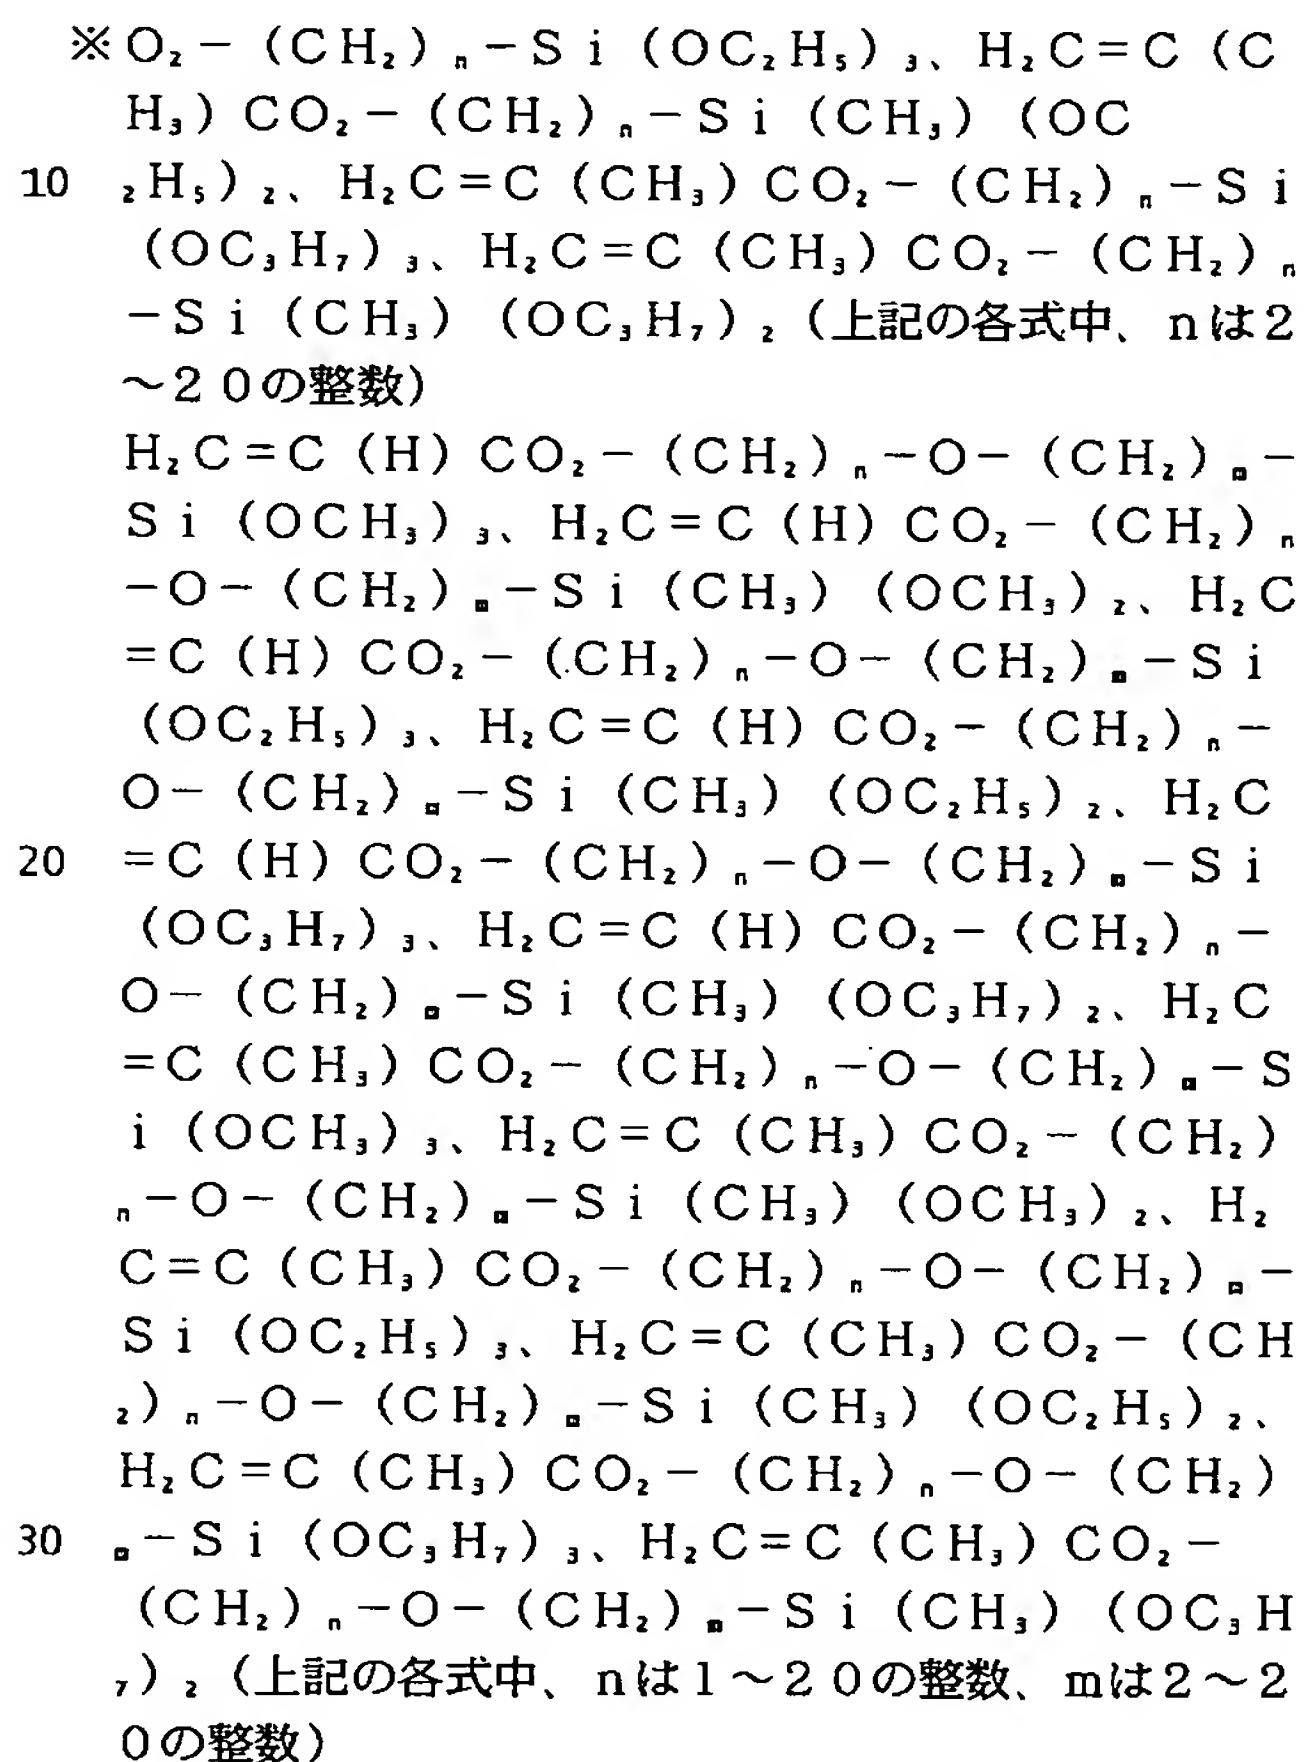 ※O₂－（CH₂）ₙ－Si（OC₂H₅）₃、H₂C＝C（C
H₃）CO₂－（CH₂）ₙ－Si（CH₃）（OC
10 ₂H₅）₂、H₂C＝C（CH₃）CO₂－（CH₂）ₙ－Si
（OC₃H₇）₃、H₂C＝C（CH₃）CO₂－（CH₂）ₙ
－Si（CH₃）（OC₃H₇）₂（上記の各式中、nは2
～20の整数）
H₂C＝C（H）CO₂－（CH₂）ₙ－O－（CH₂）ₘ－
Si（OCH₃）₃、H₂C＝C（H）CO₂－（CH₂）ₙ
－O－（CH₂）ₘ－Si（CH₃）（OCH₃）₂、H₂C
＝C（H）CO₂－（CH₂）ₙ－O－（CH₂）ₘ－Si
（OC₂H₅）₃、H₂C＝C（H）CO₂－（CH₂）ₙ－
O－（CH₂）ₘ－Si（CH₃）（OC₂H₅）₂、H₂C
20 ＝C（H）CO₂－（CH₂）ₙ－O－（CH₂）ₘ－Si
（OC₃H₇）₃、H₂C＝C（H）CO₂－（CH₂）ₙ－
O－（CH₂）ₘ－Si（CH₃）（OC₃H₇）₂、H₂C
＝C（CH₃）CO₂－（CH₂）ₙ－O－（CH₂）ₘ－S
i（OCH₃）₃、H₂C＝C（CH₃）CO₂－（CH₂）
ₙ－O－（CH₂）ₘ－Si（CH₃）（OCH₃）₂、H₂
C＝C（CH₃）CO₂－（CH₂）ₙ－O－（CH₂）ₘ－
Si（OC₂H₅）₃、H₂C＝C（CH₃）CO₂－（CH
₂）ₙ－O－（CH₂）ₘ－Si（CH₃）（OC₂H₅）₂、
H₂C＝C（CH₃）CO₂－（CH₂）ₙ－O－（CH₂）
30 ₘ－Si（OC₃H₇）₃、H₂C＝C（CH₃）CO₂－
（CH₂）ₙ－O－（CH₂）ₘ－Si（CH₃）（OC₃H
₇）₂（上記の各式中、nは1～20の整数、mは2～2
0の整数）